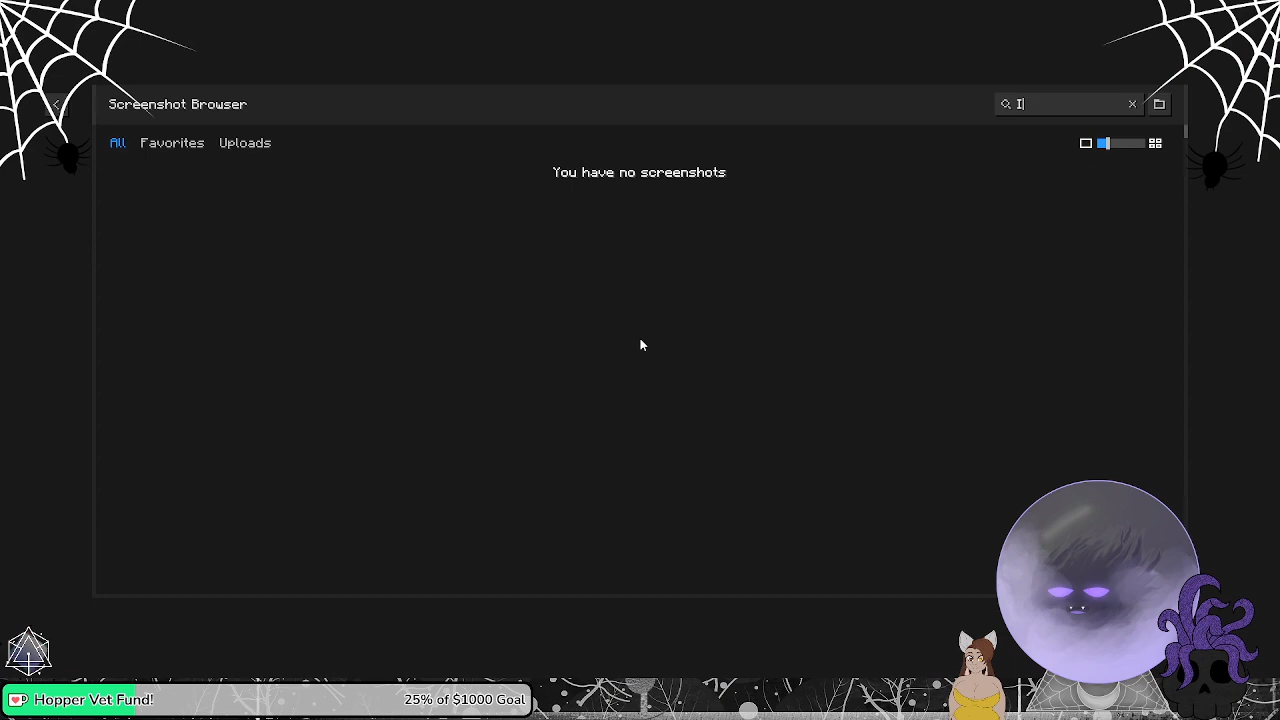 Screenshot Browser
I
All Favorites Uploads
You have no screenshots
Hopper Vet Fund! 25% of $1000 Goal